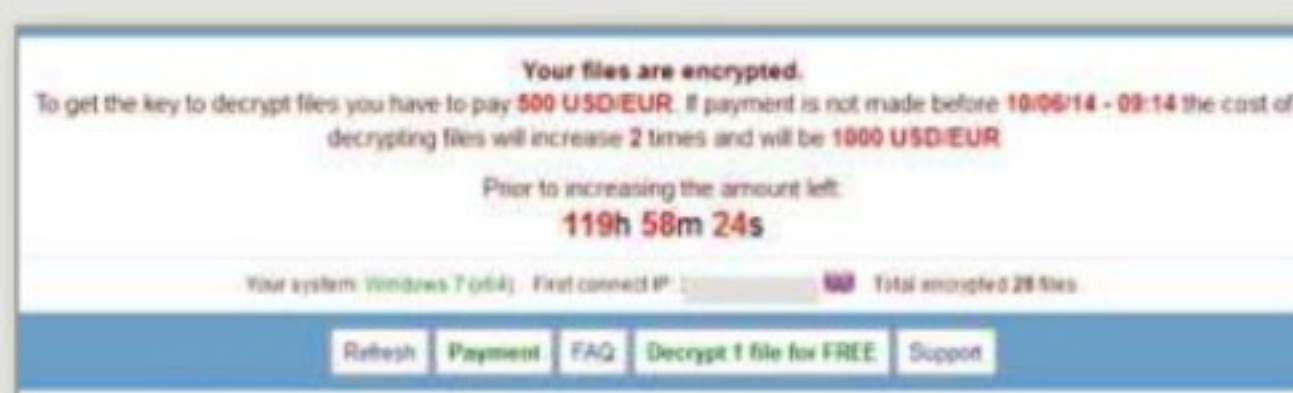 Your files are encrypted.
To get the key to decrypt files you have to pay 500 USD/EUR. If payment is not made before 10/06/14 - 09:14 the cost of
decrypting files will increase 2 times and will be 1000 USD/EUR
Prior to increasing the amount left:
119h 58m 24s
Your system: Windows 7 (x64) First connect IP: Total encrypted 28 files.
Refresh Payment FAQ Decrypt 1 file for FREE Support